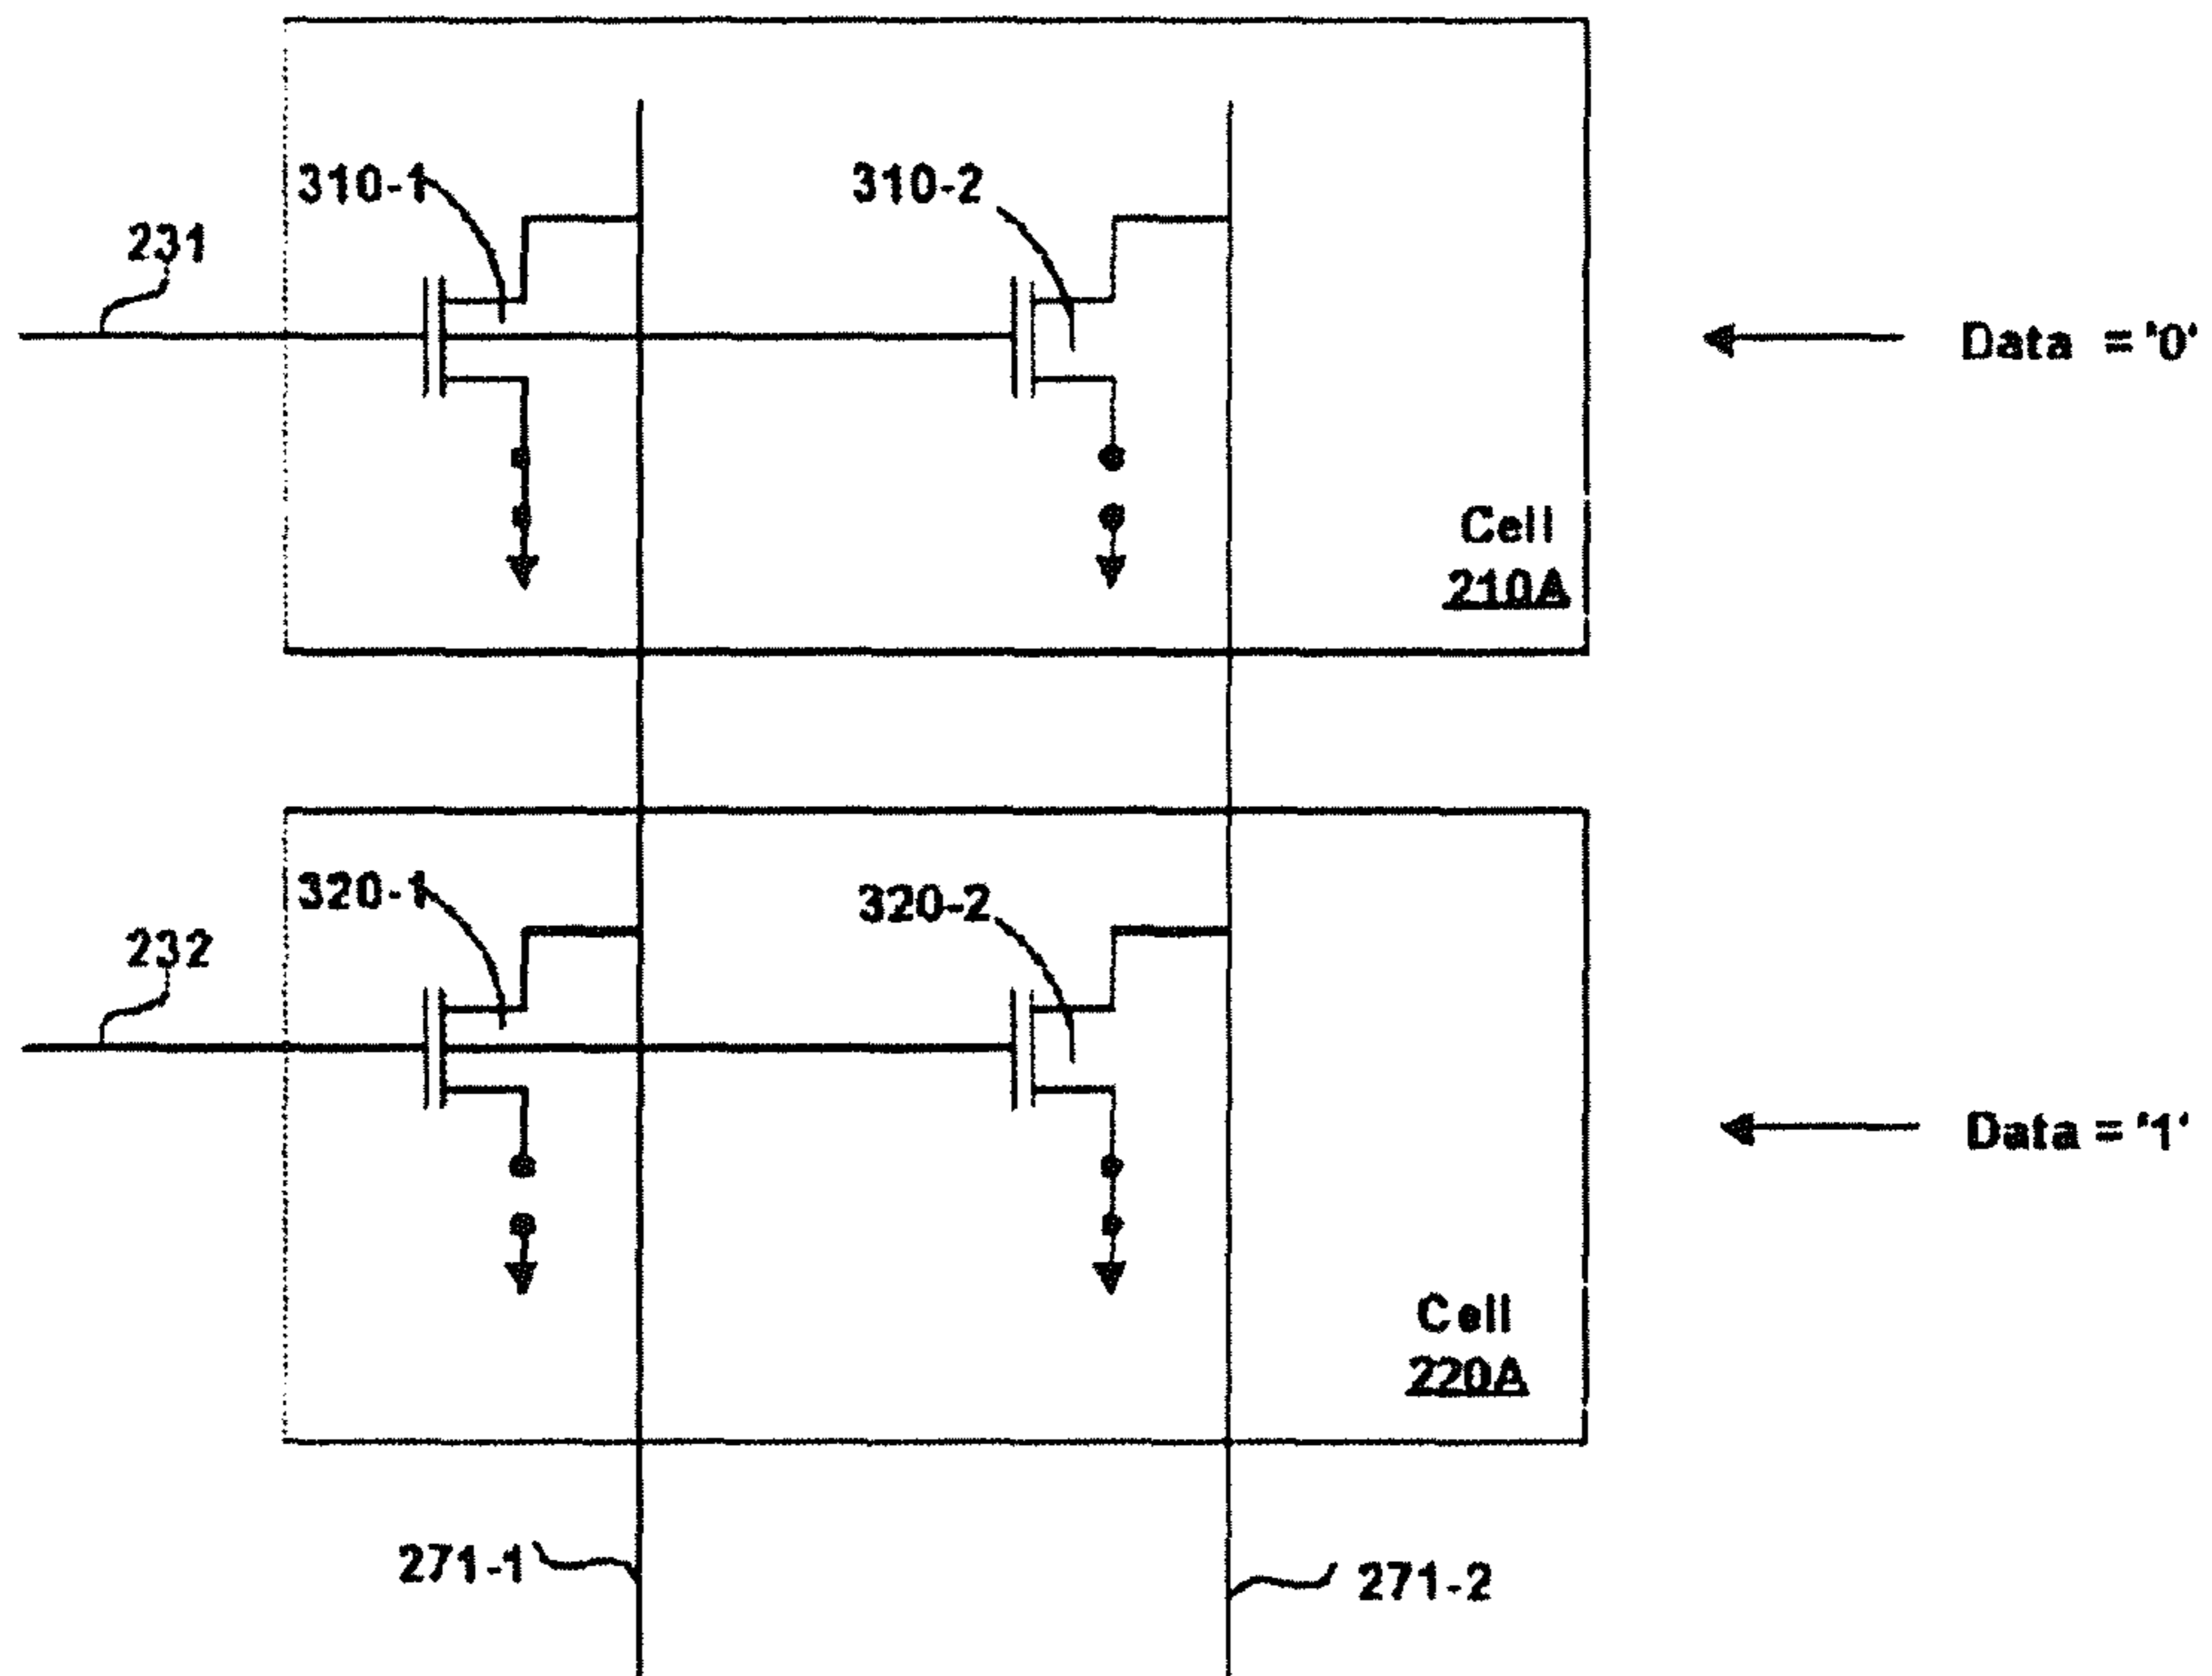 310-1
310-2
231
Data = '0'
Cell
210A
320-1
320-2
232
Data = '1'
Cell
220A
271-1
271-2